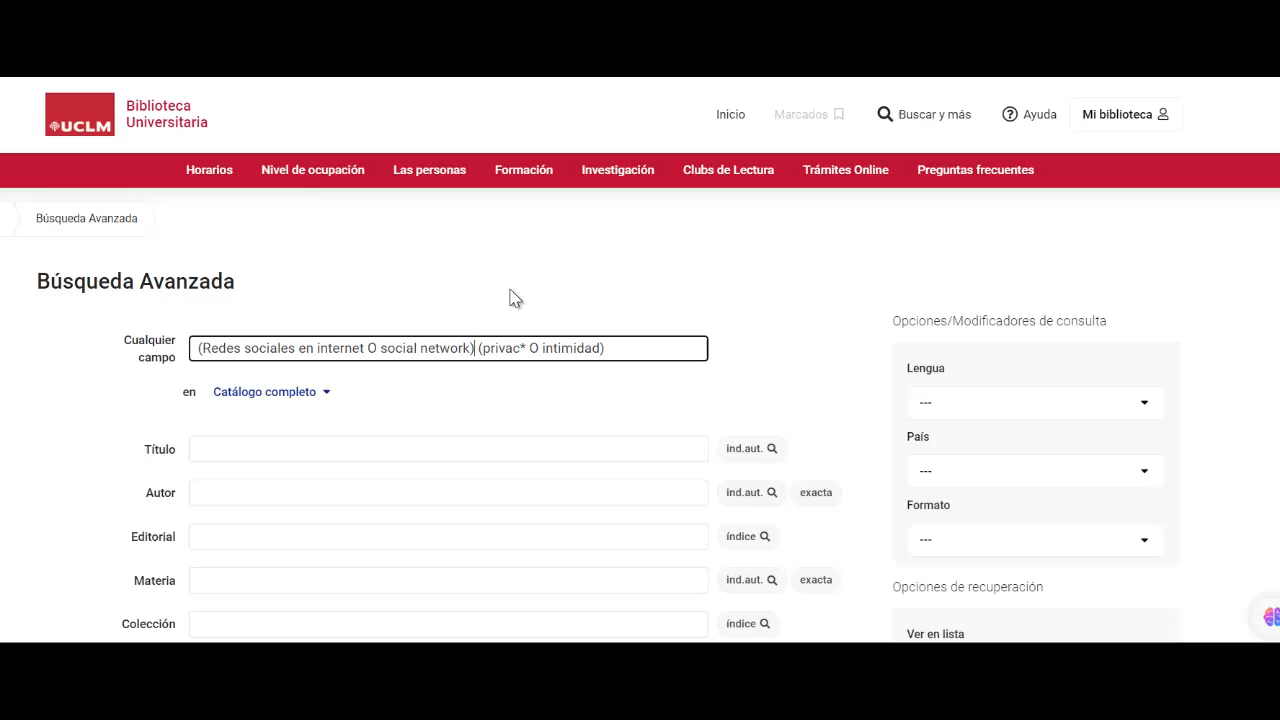 UCLM
Biblioteca
Universitaria
Inicio
Marcados
Buscar y más
Ayuda
Mi biblioteca
Horarios
Nivel de ocupación
Las personas
Formación
Investigación
Clubs de Lectura
Trámites Online
Preguntas frecuentes
Búsqueda Avanzada
Búsqueda Avanzada
Cualquier
campo
(Redes sociales en internet O social network) (privac* O intimidad)
en
Catálogo completo
Título
ind.aut.
Autor
ind.aut.
exacta
Editorial
índice
Materia
ind.aut.
exacta
Colección
índice
Opciones/Modificadores de consulta
Lengua
---
País
---
Formato
---
Opciones de recuperación
Ver en lista